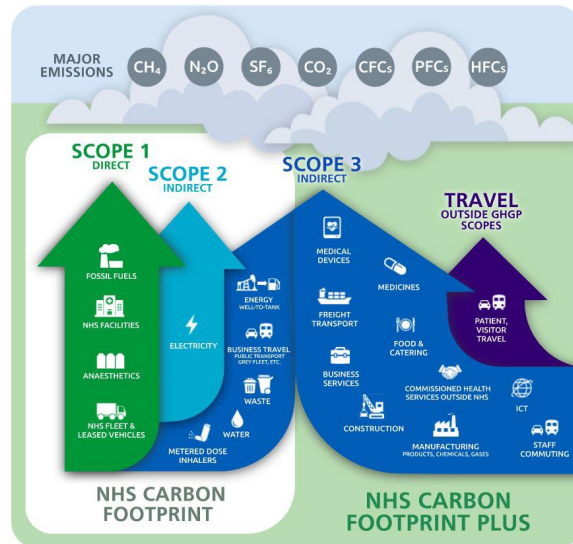 MAJOR
EMISSIONS
CH₄
N₂O
SF₆
CO₂
CFCs
PFCs
HFCs
SCOPE 1
DIRECT
SCOPE 2
INDIRECT
SCOPE 3
INDIRECT
TRAVEL
OUTSIDE GHGP
SCOPES
FOSSIL FUELS
NHS FACILITIES
ANAESTHETICS
NHS FLEET &
LEASED VEHICLES
ELECTRICITY
ENERGY
WELL-TO-TANK
BUSINESS TRAVEL
PUBLIC TRANSPORT
GREY FLEET, ETC.
WASTE
WATER
METERED DOSE
INHALERS
MEDICAL
DEVICES
MEDICINES
FREIGHT
TRANSPORT
FOOD &
CATERING
BUSINESS
SERVICES
COMMISSIONED HEALTH
SERVICES OUTSIDE NHS
CONSTRUCTION
MANUFACTURING
PRODUCTS, CHEMICALS, GASES
ICT
STAFF
COMMUTING
PATIENT,
VISITOR
TRAVEL
NHS CARBON
FOOTPRINT
NHS CARBON
FOOTPRINT PLUS